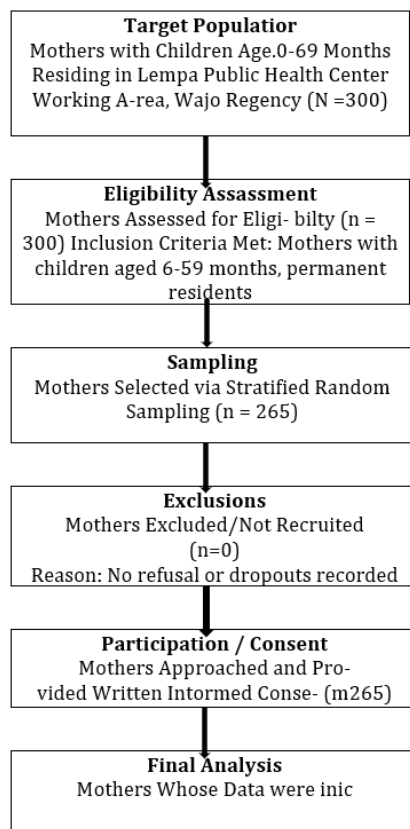 Target Populatior
Mothers with Children Age.0-69 Months
Residing in Lempa Public Health Center
Working A-rea, Wajo Regency (N =300)
Eligibility Assassment
Mothers Assessed for Eligi- bilty (n =
300) Inclusion Criteria Met: Mothers with
children aged 6-59 months, permanent
residents
Sampling
Mothers Selected via Stratified Random
Sampling (n = 265)
Exclusions
Mothers Excluded/Not Recruited
(n=0)
Reason: No refusal or dropouts recorded
Participation / Consent
Mothers Approached and Pro-
vided Written Intormed Conse- (m265)
Final Analysis
Mothers Whose Data were inic